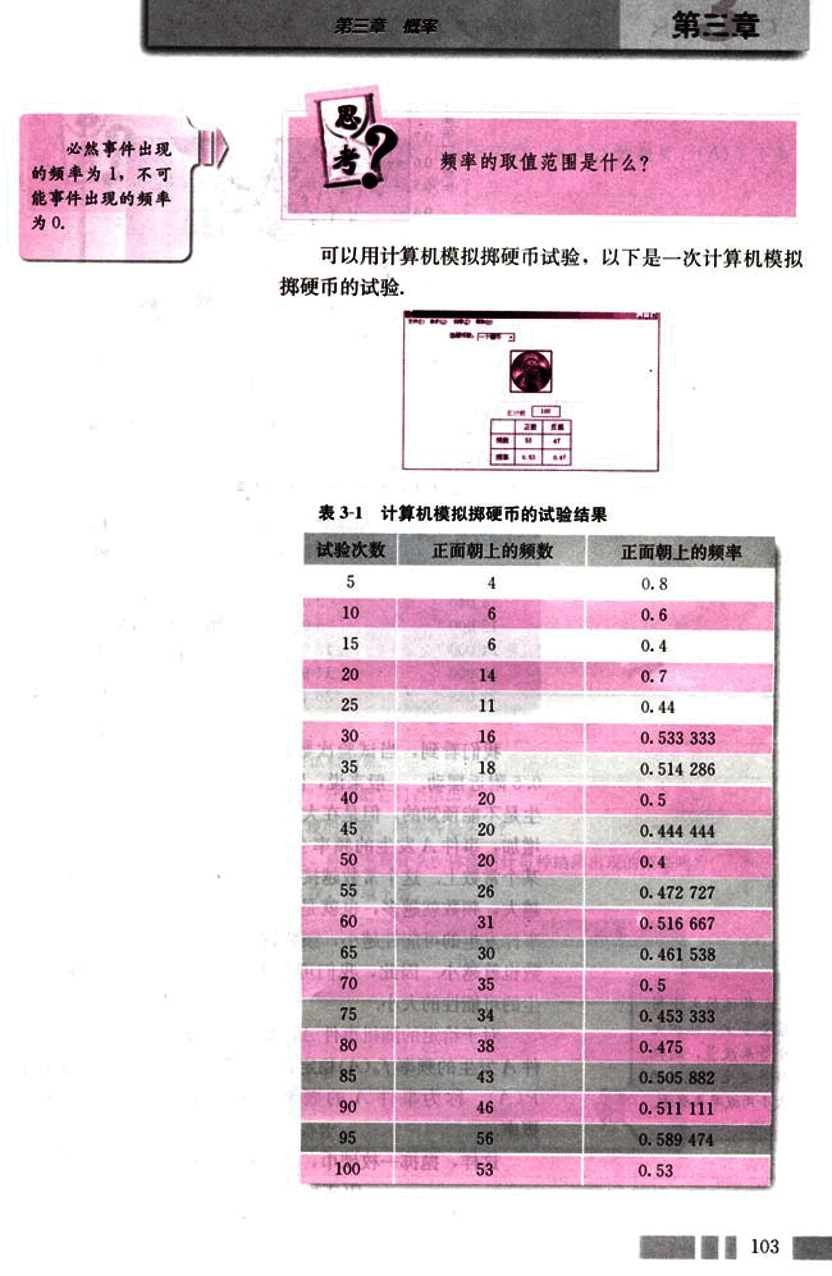 第三章 概率
第三章
必然事件出现
的频率为1，不可
能事件出现的频率
为0.
思考?
频率的取值范围是什么?
可以用计算机模拟掷硬币试验，以下是一次计算机模拟
掷硬币的试验.
100
正面 反面
频数 53 47
频率 0.53 0.47
表 3-1 计算机模拟掷硬币的试验结果
试验次数 正面朝上的频数 正面朝上的频率
5 4 0.8
10 6 0.6
15 6 0.4
20 14 0.7
25 11 0.44
30 16 0.533 333
35 18 0.514 286
40 20 0.5
45 20 0.444 444
50 20 0.4
55 26 0.472 727
60 31 0.516 667
65 30 0.461 538
70 35 0.5
75 34 0.453 333
80 38 0.475
85 43 0.505 882
90 46 0.511 111
95 56 0.589 474
100 53 0.53
103